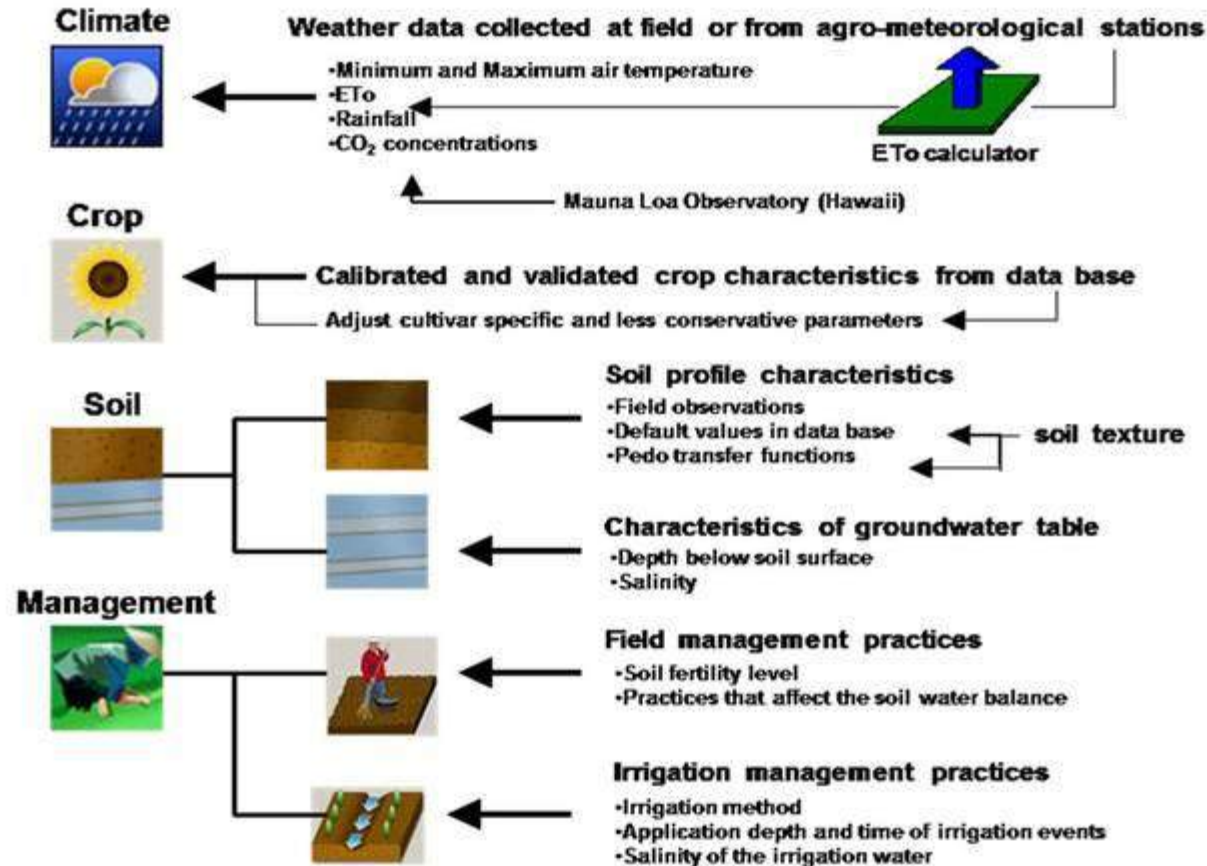 Climate
Weather data collected at field or from agro-meteorological stations
•Minimum and Maximum air temperature
•ETo
•Rainfall
•CO₂ concentrations
ETo calculator
Mauna Loa Observatory (Hawaii)
Crop
Calibrated and validated crop characteristics from data base
Adjust cultivar specific and less conservative parameters
Soil
Soil profile characteristics
•Field observations
•Default values in data base
•Pedo transfer functions
soil texture
Characteristics of groundwater table
•Depth below soil surface
•Salinity
Management
Field management practices
•Soil fertility level
•Practices that affect the soil water balance
Irrigation management practices
•Irrigation method
•Application depth and time of irrigation events
•Salinity of the irrigation water